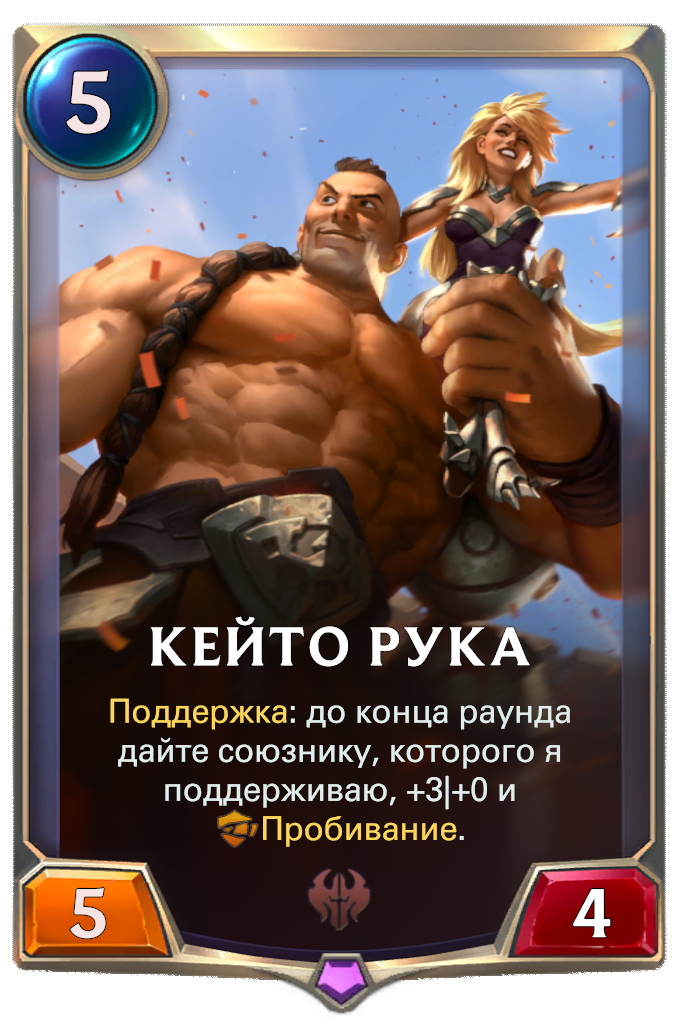 5
КЕЙТО РУКА
Поддержка: до конца раунда
дайте союзнику, которого я
поддерживаю, +3|+0 и
Пробивание.
5
4